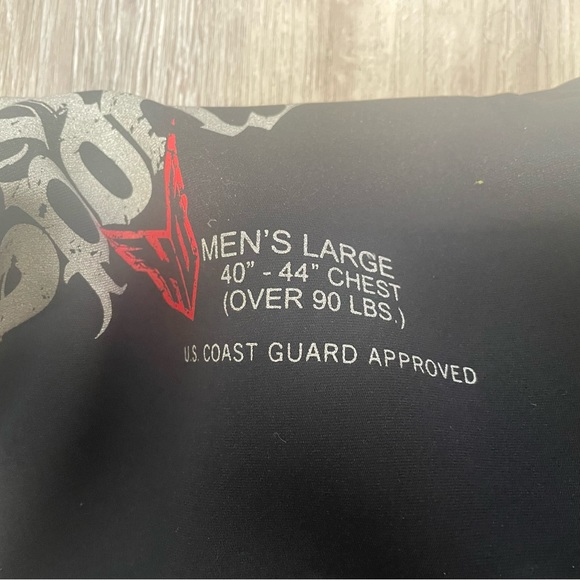 MEN'S LARGE
40" - 44" CHEST
(OVER 90 LBS.)
U.S. COAST GUARD APPROVED